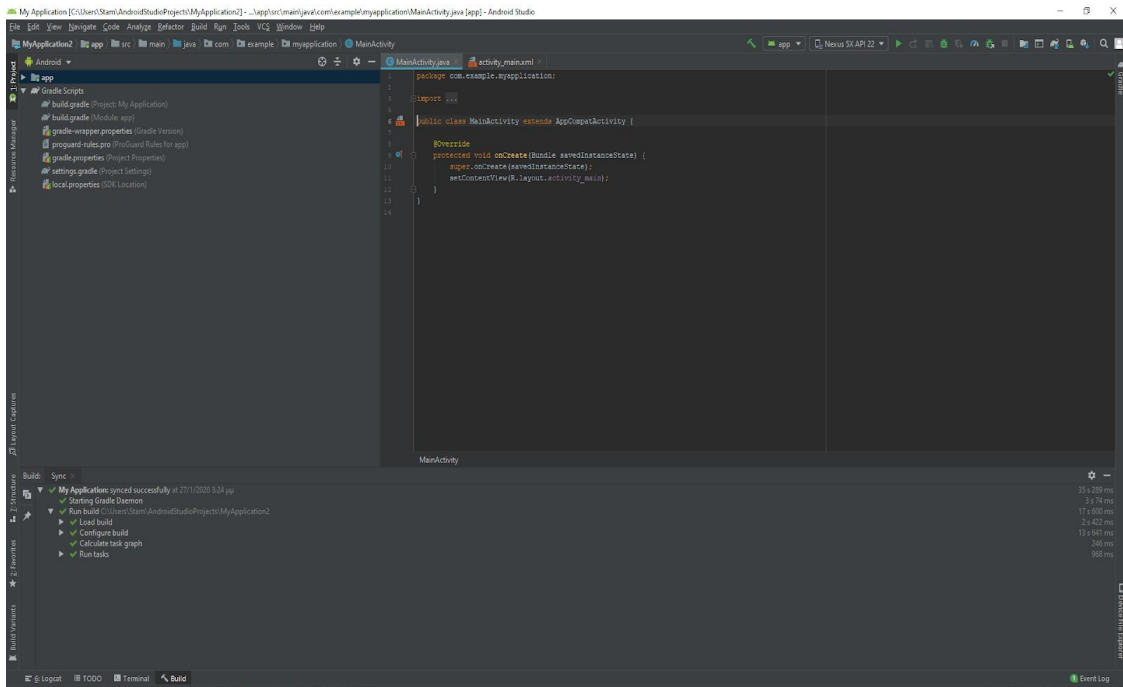 My Application [C:\Users\Stam\AndroidStudioProjects\MyApplication2] - ...\app\src\main\java\com\example\myapplication\MainActivity.java [app] - Android Studio
File Edit View Navigate Code Analyze Refactor Build Run Tools VCS Window Help
MyApplication2 app src main java com example myapplication MainActivity
app
Nexus 5X API 22
Android
MainActivity.java
activity_main.xml
1: Project
Resource Manager
Layout Captures
Z: Structure
2: Favorites
Build Variants
app
Gradle Scripts
build.gradle (Project: My Application)
build.gradle (Module: app)
gradle-wrapper.properties (Gradle Version)
proguard-rules.pro (ProGuard Rules for app)
gradle.properties (Project Properties)
settings.gradle (Project Settings)
local.properties (SDK Location)
1 package com.example.myapplication;
2
3 import ...
5
6 public class MainActivity extends AppCompatActivity {
7
8 @Override
9 protected void onCreate(Bundle savedInstanceState) {
10 super.onCreate(savedInstanceState);
11 setContentView(R.layout.activity_main);
12 }
13 }
14
MainActivity
Gradle
Device File Explorer
Build: Sync
My Application: synced successfully at 27/1/2020 3:24 μμ 35 s 289 ms
Starting Gradle Daemon 3 s 74 ms
Run build C:\Users\Stam\AndroidStudioProjects\MyApplication2 17 s 600 ms
Load build 2 s 422 ms
Configure build 13 s 641 ms
Calculate task graph 246 ms
Run tasks 968 ms
6: Logcat TODO Terminal Build
1 Event Log